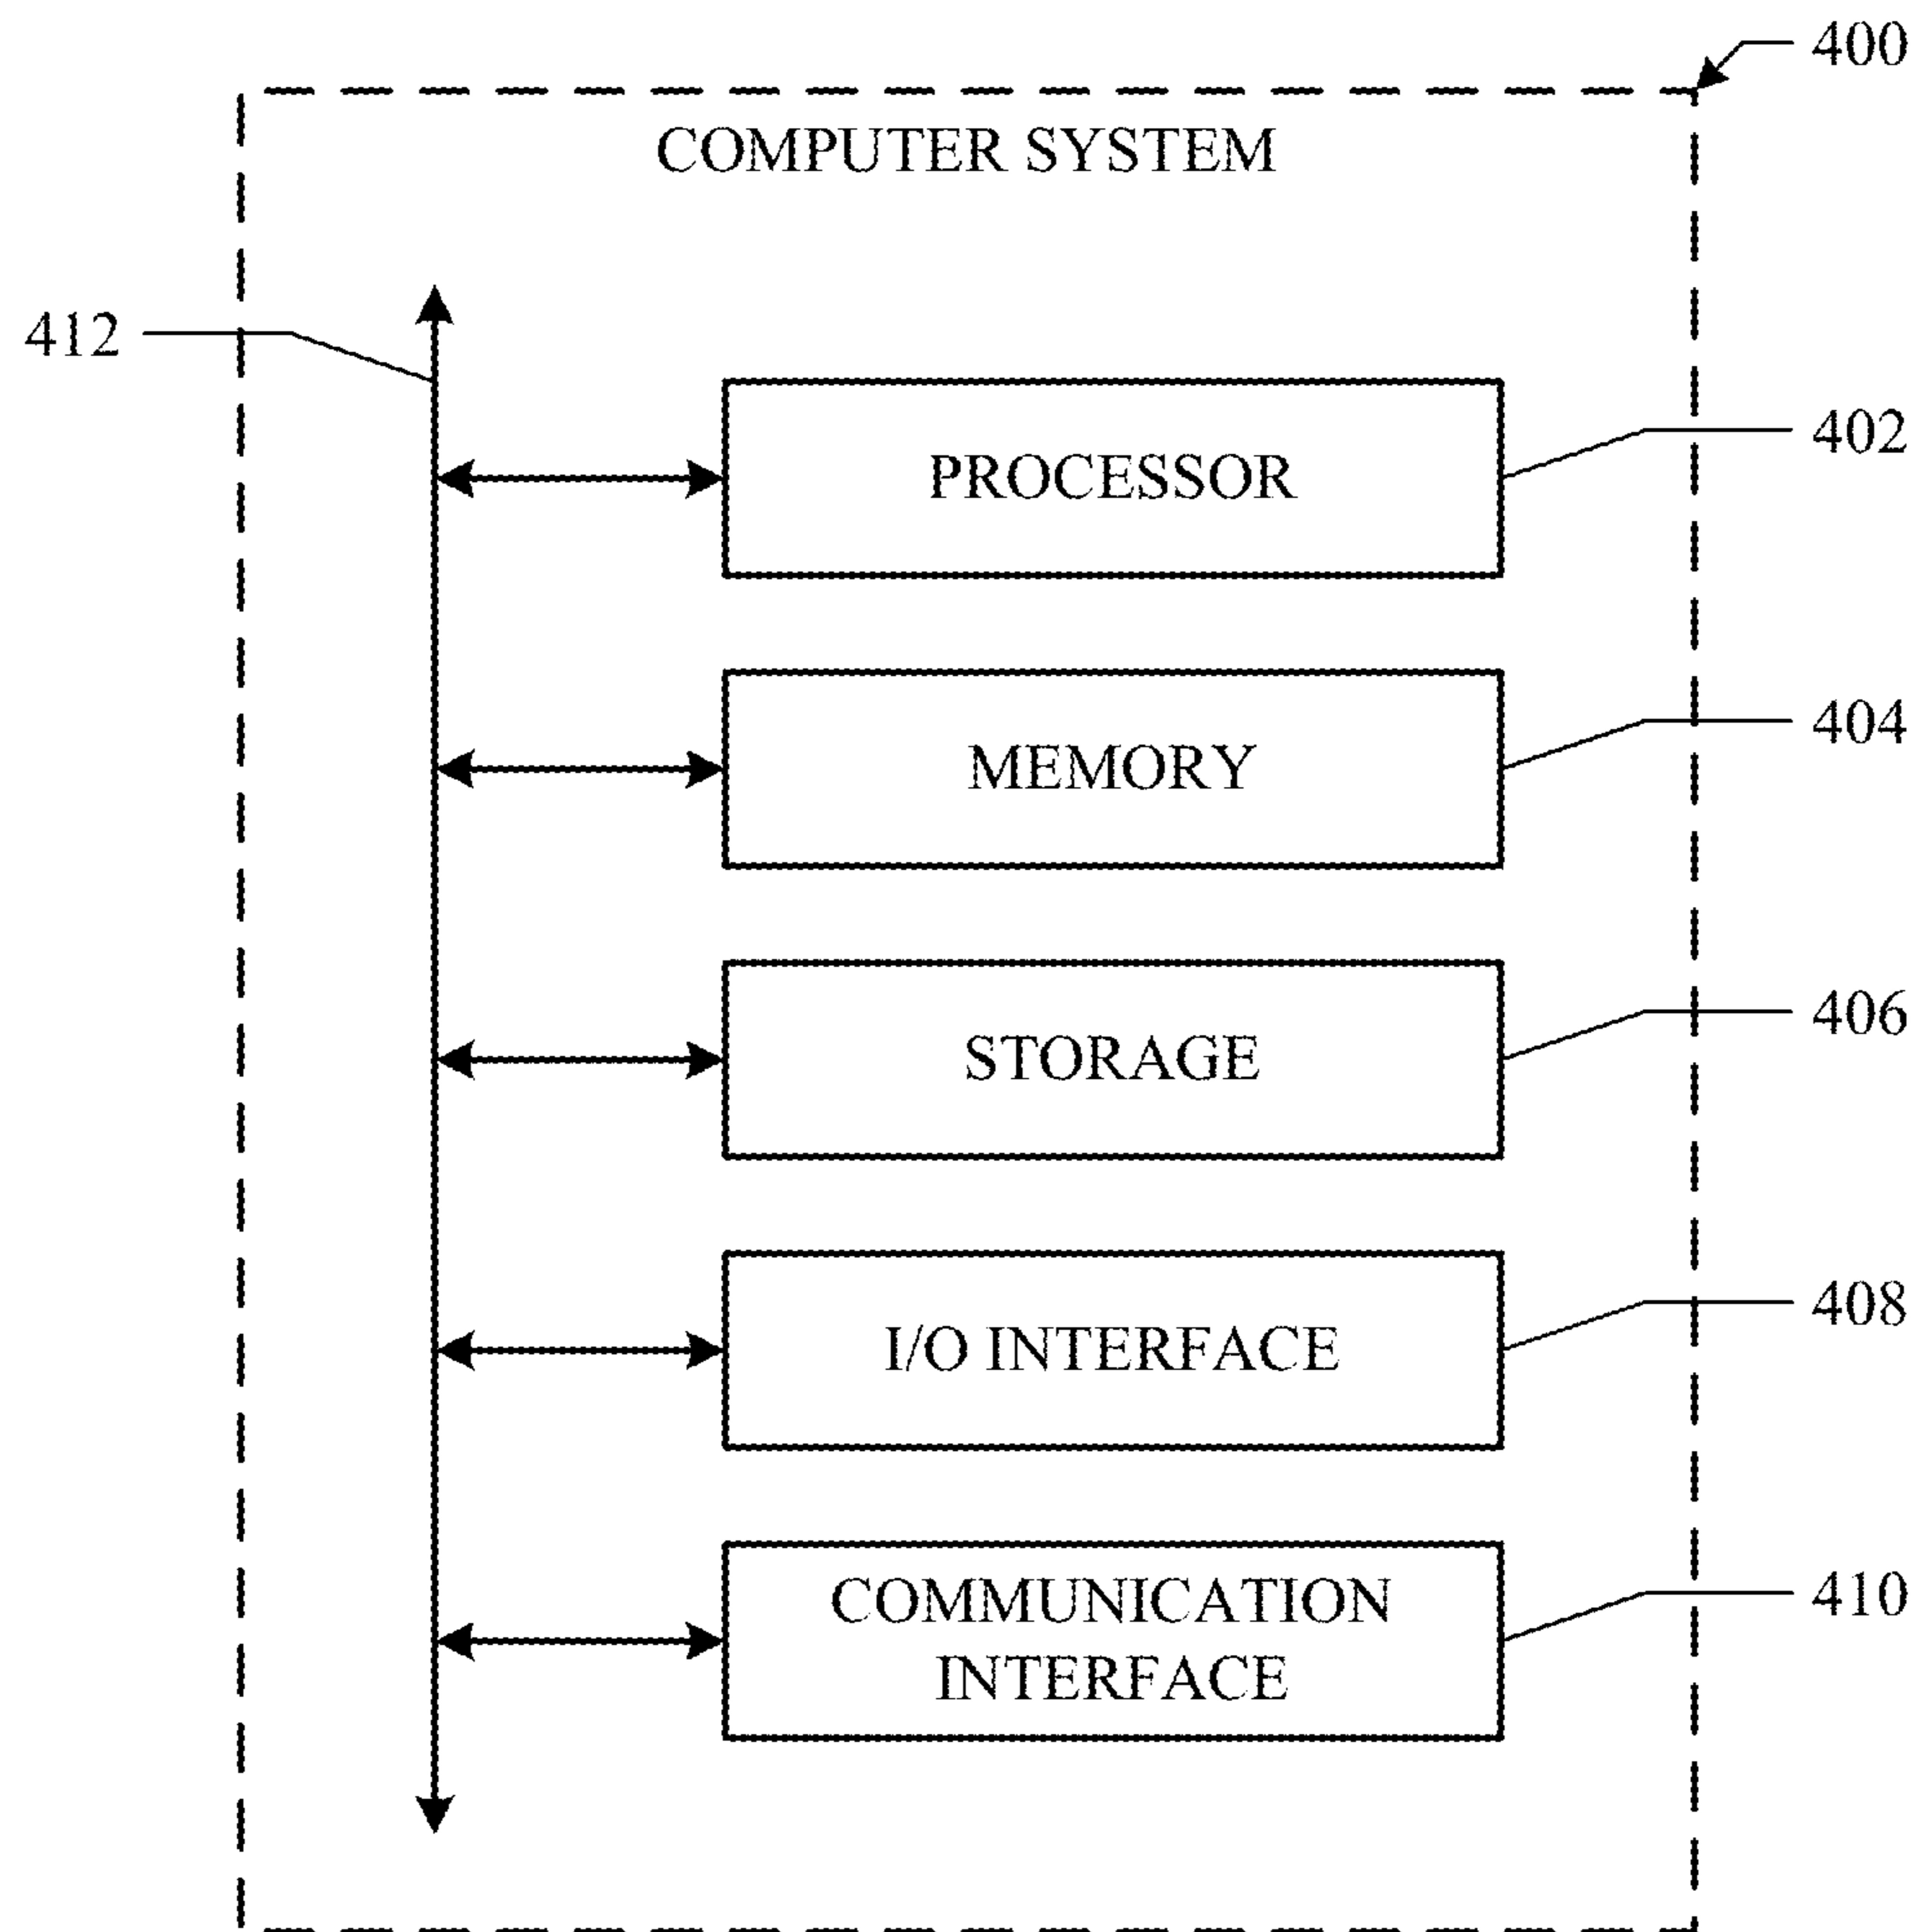 400
COMPUTER SYSTEM
412
402
PROCESSOR
404
MEMORY
406
STORAGE
408
I/O INTERFACE
410
COMMUNICATION
INTERFACE